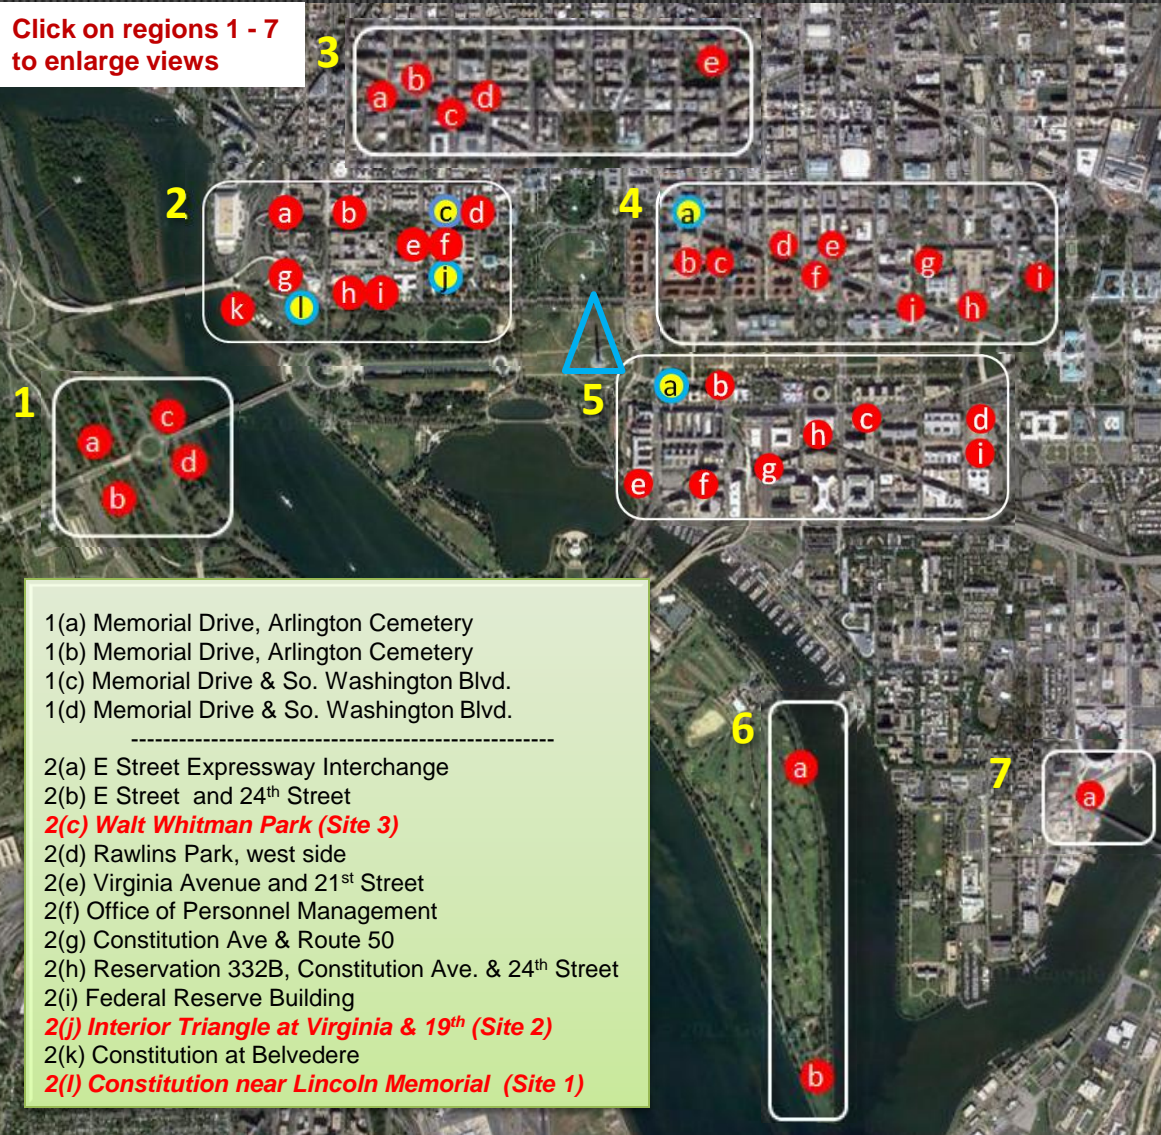 Click on regions 1 - 7
to enlarge views
3
a b c d e
2
a b c d
e f
g h i j
k l
4
a
b c d e
f g i
j h
1
a c
b d
5
a b
h c d
e f g i
6
a
b
7
a
1(a) Memorial Drive, Arlington Cemetery
1(b) Memorial Drive, Arlington Cemetery
1(c) Memorial Drive & So. Washington Blvd.
1(d) Memorial Drive & So. Washington Blvd.
-----------------------------------------------------
2(a) E Street Expressway Interchange
2(b) E Street and 24th Street
2(c) Walt Whitman Park (Site 3)
2(d) Rawlins Park, west side
2(e) Virginia Avenue and 21st Street
2(f) Office of Personnel Management
2(g) Constitution Ave & Route 50
2(h) Reservation 332B, Constitution Ave. & 24th Street
2(i) Federal Reserve Building
2(j) Interior Triangle at Virginia & 19th (Site 2)
2(k) Constitution at Belvedere
2(l) Constitution near Lincoln Memorial (Site 1)